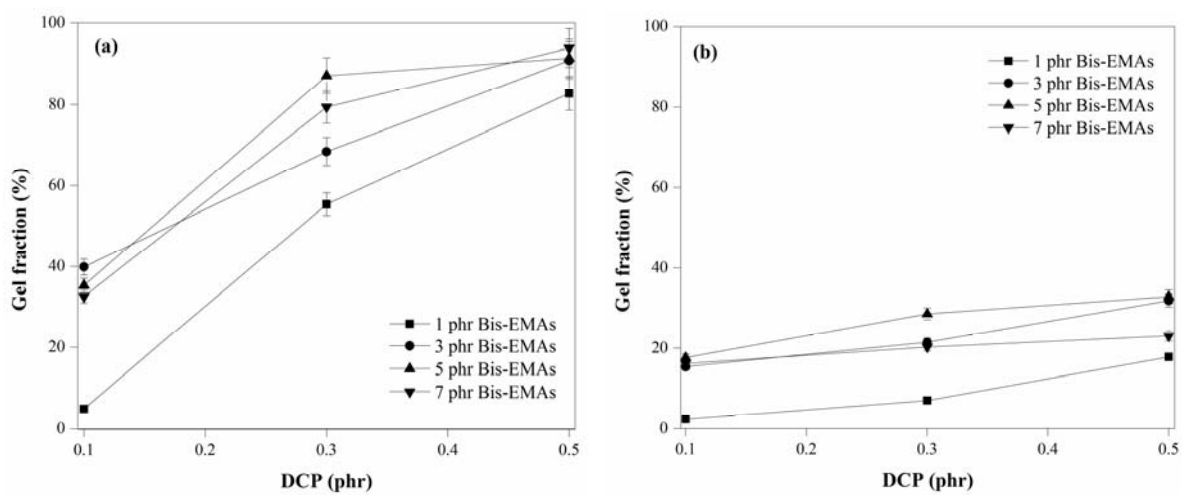 (a)
100
80
60
40
20
0
Gel fraction (%)
1 phr Bis-EMAs
3 phr Bis-EMAs
5 phr Bis-EMAs
7 phr Bis-EMAs
0.1 0.2 0.3 0.4 0.5
DCP (phr)
(b)
100
80
60
40
20
0
Gel fraction (%)
1 phr Bis-EMAs
3 phr Bis-EMAs
5 phr Bis-EMAs
7 phr Bis-EMAs
0.1 0.2 0.3 0.4 0.5
DCP (phr)